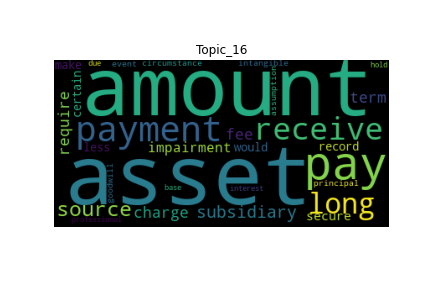 Topic_16
make due event circumstance intangible hold
amount
require certain assumption term
payment fee receive
less impairment would record
asset pay
goodwill base interest principal
source charge subsidiary secure long
professional